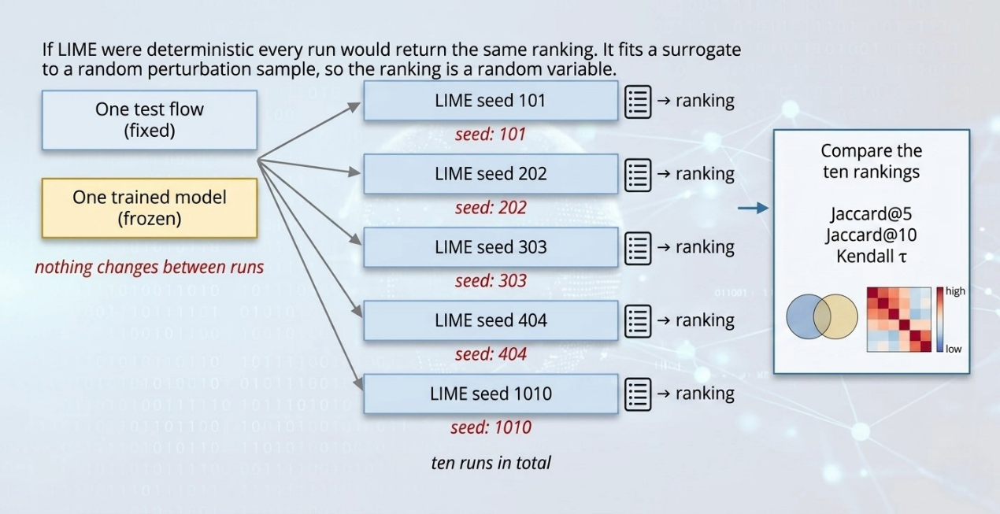 If LIME were deterministic every run would return the same ranking. It fits a surrogate
to a random perturbation sample, so the ranking is a random variable.
One test flow
(fixed)
One trained model
(frozen)
nothing changes between runs
LIME seed 101
→ ranking
seed: 101
LIME seed 202
→ ranking
seed: 202
LIME seed 303
→ ranking
seed: 303
LIME seed 404
→ ranking
seed: 404
LIME seed 1010
→ ranking
seed: 1010
ten runs in total
Compare the
ten rankings
Jaccard@5
Jaccard@10
Kendall τ
high
low